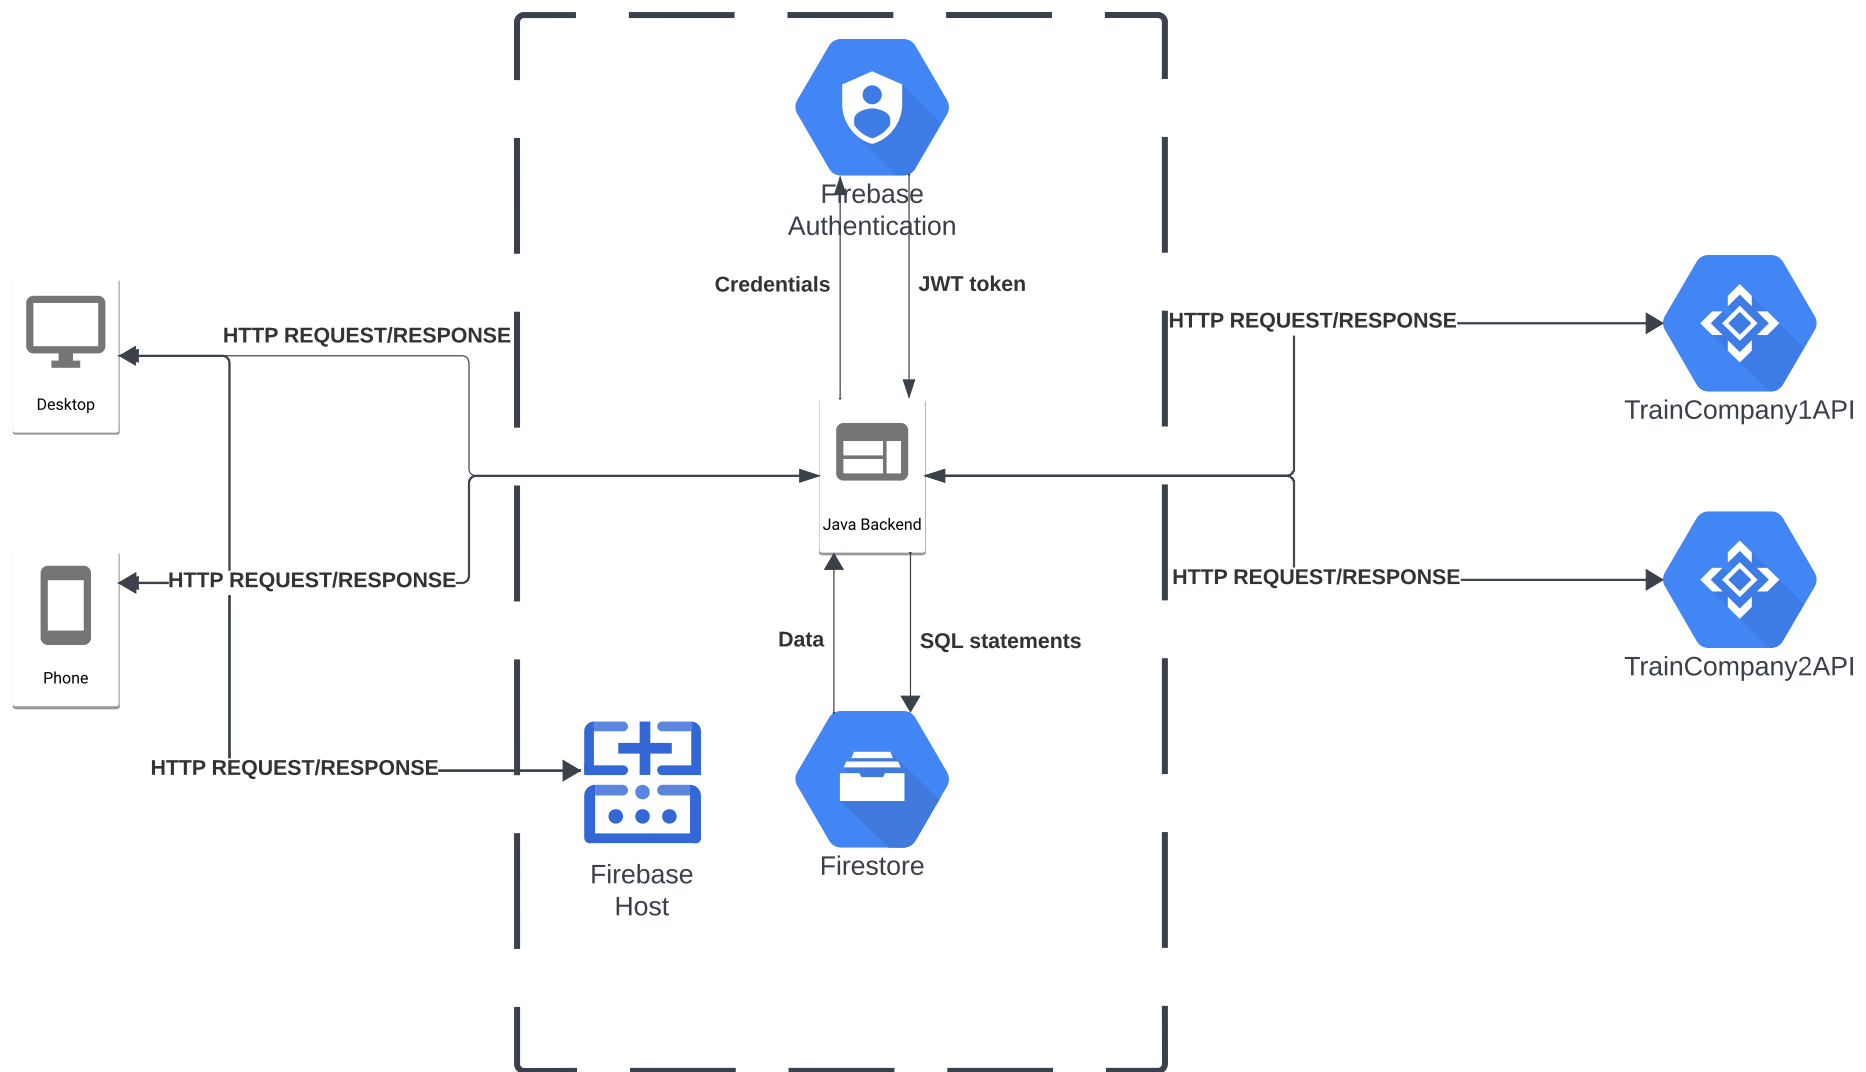 Firebase
Authentication
Credentials
JWT token
HTTP REQUEST/RESPONSE
HTTP REQUEST/RESPONSE
Desktop
TrainCompany1API
Java Backend
HTTP REQUEST/RESPONSE
HTTP REQUEST/RESPONSE
Data
SQL statements
TrainCompany2API
Phone
HTTP REQUEST/RESPONSE
Firestore
Firebase
Host